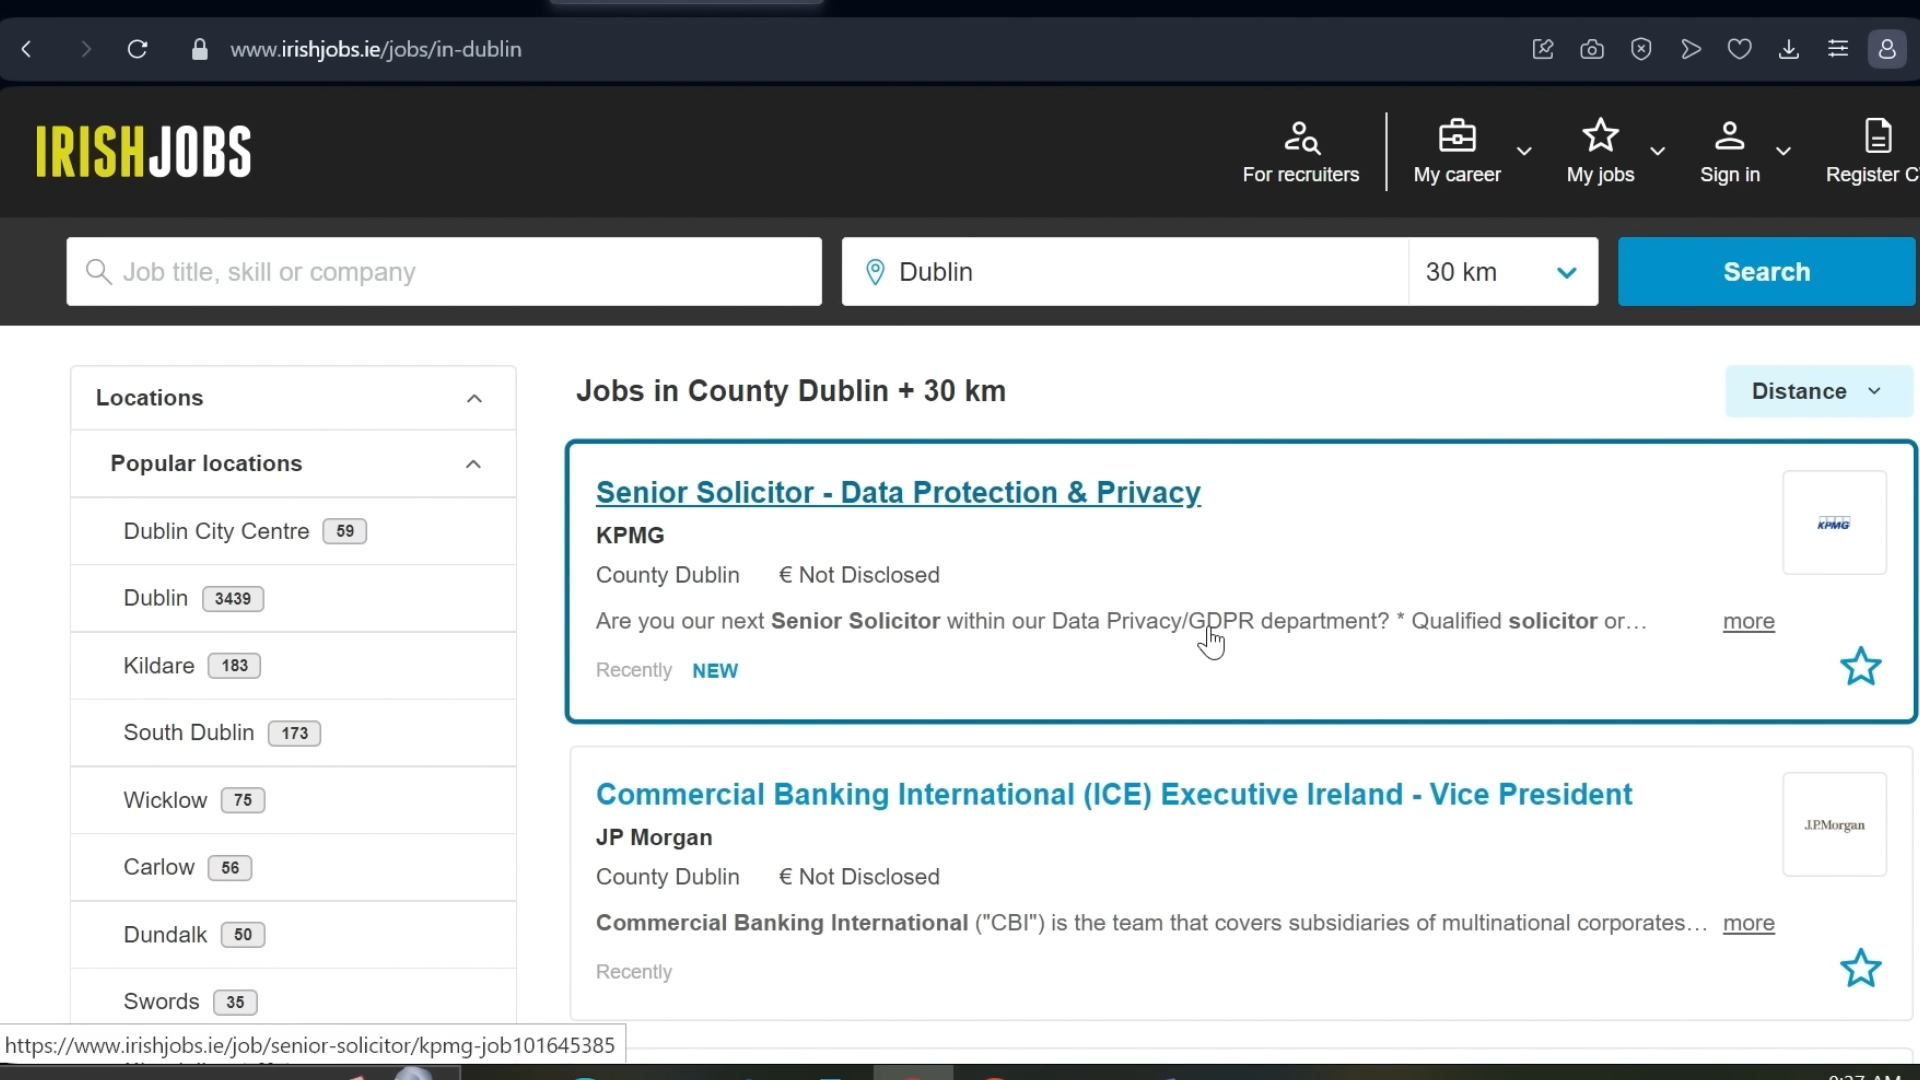 www.irishjobs.ie/jobs/in-dublin
IRISHJOBS
For recruiters
My career
My jobs
Sign in
Register
Job title, skill or company
Dublin
30 km
Search
Locations
Popular locations
Dublin City Centre 59
Dublin 3439
Kildare 183
South Dublin 173
Wicklow 75
Carlow 56
Dundalk 50
Swords 35
Jobs in County Dublin + 30 km
Distance
Senior Solicitor - Data Protection & Privacy
KPMG
County Dublin € Not Disclosed
Are you our next Senior Solicitor within our Data Privacy/GDPR department? * Qualified solicitor or… more
Recently NEW
KPMG
Commercial Banking International (ICE) Executive Ireland - Vice President
JP Morgan
County Dublin € Not Disclosed
Commercial Banking International ("CBI") is the team that covers subsidiaries of multinational corporates… more
Recently
J.P.Morgan
https://www.irishjobs.ie/job/senior-solicitor/kpmg-job101645385